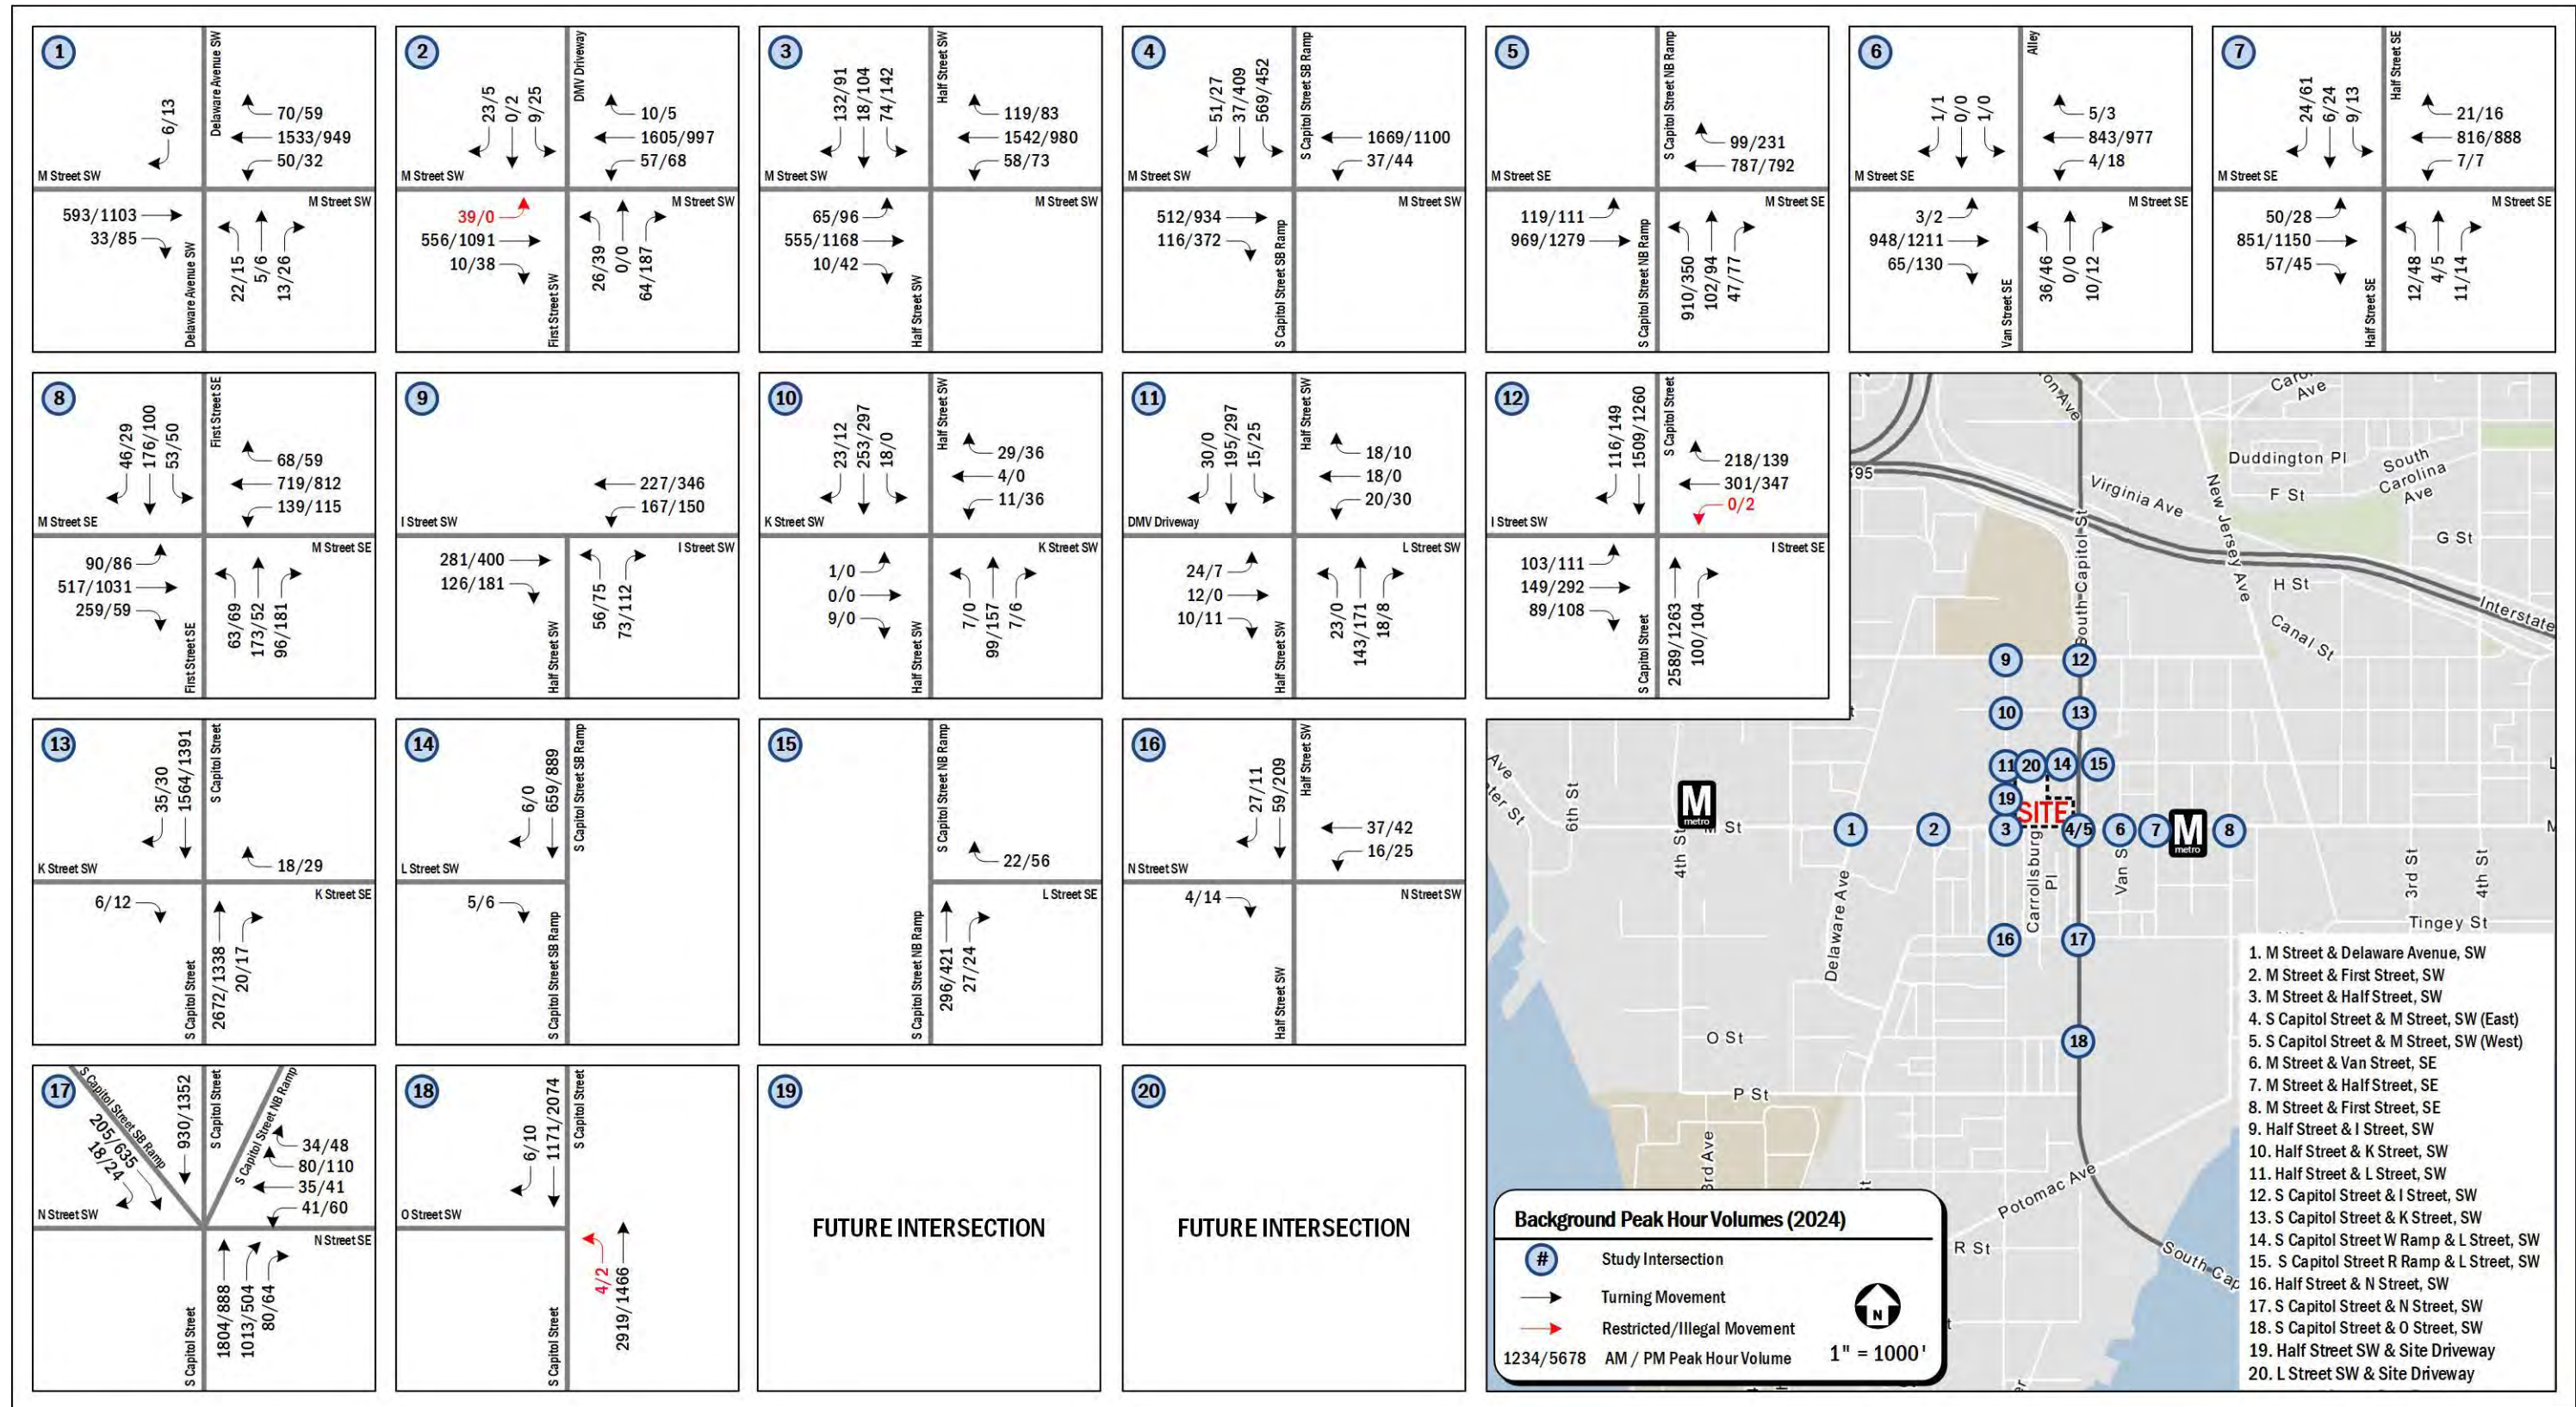 1
Delaware Avenue SW
6/13
70/59
1533/949
50/32
M Street SW
M Street SW
593/1103
33/85
22/15
5/6
13/26
Delaware Avenue SW
2
DMV Driveway
23/5
0/2
9/25
10/5
1605/997
57/68
M Street SW
M Street SW
39/0
556/1091
10/38
26/39
0/0
64/187
First Street SW
3
Half Street SW
132/91
18/104
74/142
119/83
1542/980
58/73
M Street SW
M Street SW
65/96
555/1168
10/42
Half Street SW
4
S Capitol Street SB Ramp
51/27
37/409
569/452
1669/1100
37/44
M Street SW
M Street SW
512/934
116/372
S Capitol Street SB Ramp
5
S Capitol Street NB Ramp
99/231
787/792
M Street SE
M Street SE
119/111
969/1279
910/350
102/94
47/77
S Capitol Street NB Ramp
6
Alley
1/1
0/0
1/0
5/3
843/977
4/18
M Street SE
M Street SE
3/2
948/1211
65/130
36/46
0/0
10/12
Van Street SE
7
Half Street SE
24/61
6/24
9/13
21/16
816/888
7/7
M Street SE
M Street SE
50/28
851/1150
57/45
12/48
4/5
11/14
Half Street SE
8
First Street SE
46/29
176/100
53/50
68/59
719/812
139/115
M Street SE
M Street SE
90/86
517/1031
259/59
63/69
173/52
96/181
First Street SE
9
227/346
167/150
I Street SW
I Street SW
281/400
126/181
56/75
73/112
Half Street SW
10
Half Street SW
23/12
253/297
18/0
29/36
4/0
11/36
K Street SW
K Street SW
1/0
0/0
9/0
7/0
99/157
7/6
Half Street SW
11
Half Street SW
30/0
195/297
15/25
18/10
18/0
20/30
DMV Driveway
L Street SW
24/7
12/0
10/11
23/0
143/171
18/8
Half Street SW
12
S Capitol Street
116/149
1509/1260
218/139
301/347
0/2
I Street SW
I Street SE
103/111
149/292
89/108
2589/1263
100/104
S Capitol Street
13
S Capitol Street
35/30
1564/1391
18/29
K Street SW
K Street SE
6/12
2672/1338
20/17
S Capitol Street
14
S Capitol Street SB Ramp
6/0
659/889
L Street SW
5/6
S Capitol Street SB Ramp
15
S Capitol Street NB Ramp
22/56
L Street SE
296/421
27/24
S Capitol Street NB Ramp
16
Half Street SW
27/11
59/209
37/42
16/25
N Street SW
N Street SW
4/14
Half Street SW
17
S Capitol Street SB Ramp
205/635
18/24
930/1352
S Capitol Street
S Capitol Street NB Ramp
34/48
80/110
35/41
41/60
N Street SW
N Street SE
1804/888
1013/504
80/64
S Capitol Street
18
S Capitol Street
6/10
1171/2074
O Street SW
4/2
2919/1466
S Capitol Street
19
FUTURE INTERSECTION
20
FUTURE INTERSECTION
Ave
Duddington Pl
South Carolina Ave
F St
Virginia Ave
New Jersey Ave
G St
H St
Interstate
Canal St
South Capitol St
9
12
10
13
11
20
14
15
19
SITE
6th St
M
metro
4th St
M St
1
2
3
4/5
6
7
M
metro
8
Delaware Ave
Carrollsburg Pl
Van S
3rd St
4th St
Tingey St
16
17
18
O St
P St
3rd Ave
Potomac Ave
R St
South Cap
Background Peak Hour Volumes (2024)
# Study Intersection
Turning Movement
Restricted/Illegal Movement
1234/5678 AM / PM Peak Hour Volume
N
1" = 1000'
1. M Street & Delaware Avenue, SW
2. M Street & First Street, SW
3. M Street & Half Street, SW
4. S Capitol Street & M Street, SW (East)
5. S Capitol Street & M Street, SW (West)
6. M Street & Van Street, SE
7. M Street & Half Street, SE
8. M Street & First Street, SE
9. Half Street & I Street, SW
10. Half Street & K Street, SW
11. Half Street & L Street, SW
12. S Capitol Street & I Street, SW
13. S Capitol Street & K Street, SW
14. S Capitol Street W Ramp & L Street, SW
15. S Capitol Street R Ramp & L Street, SW
16. Half Street & N Street, SW
17. S Capitol Street & N Street, SW
18. S Capitol Street & O Street, SW
19. Half Street SW & Site Driveway
20. L Street SW & Site Driveway